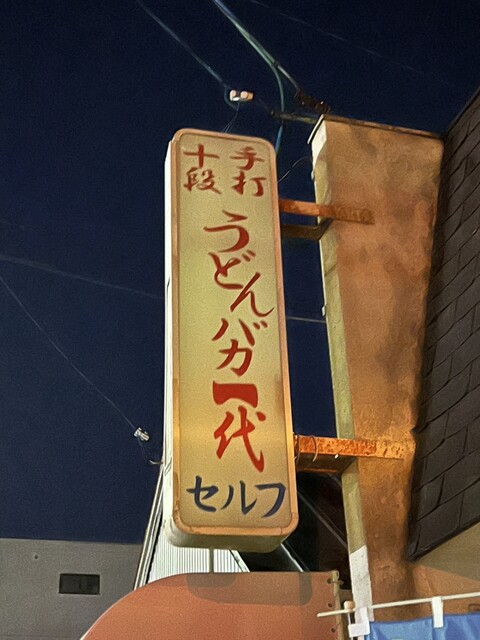 手打
十段
うどんバカ一代
セルフ